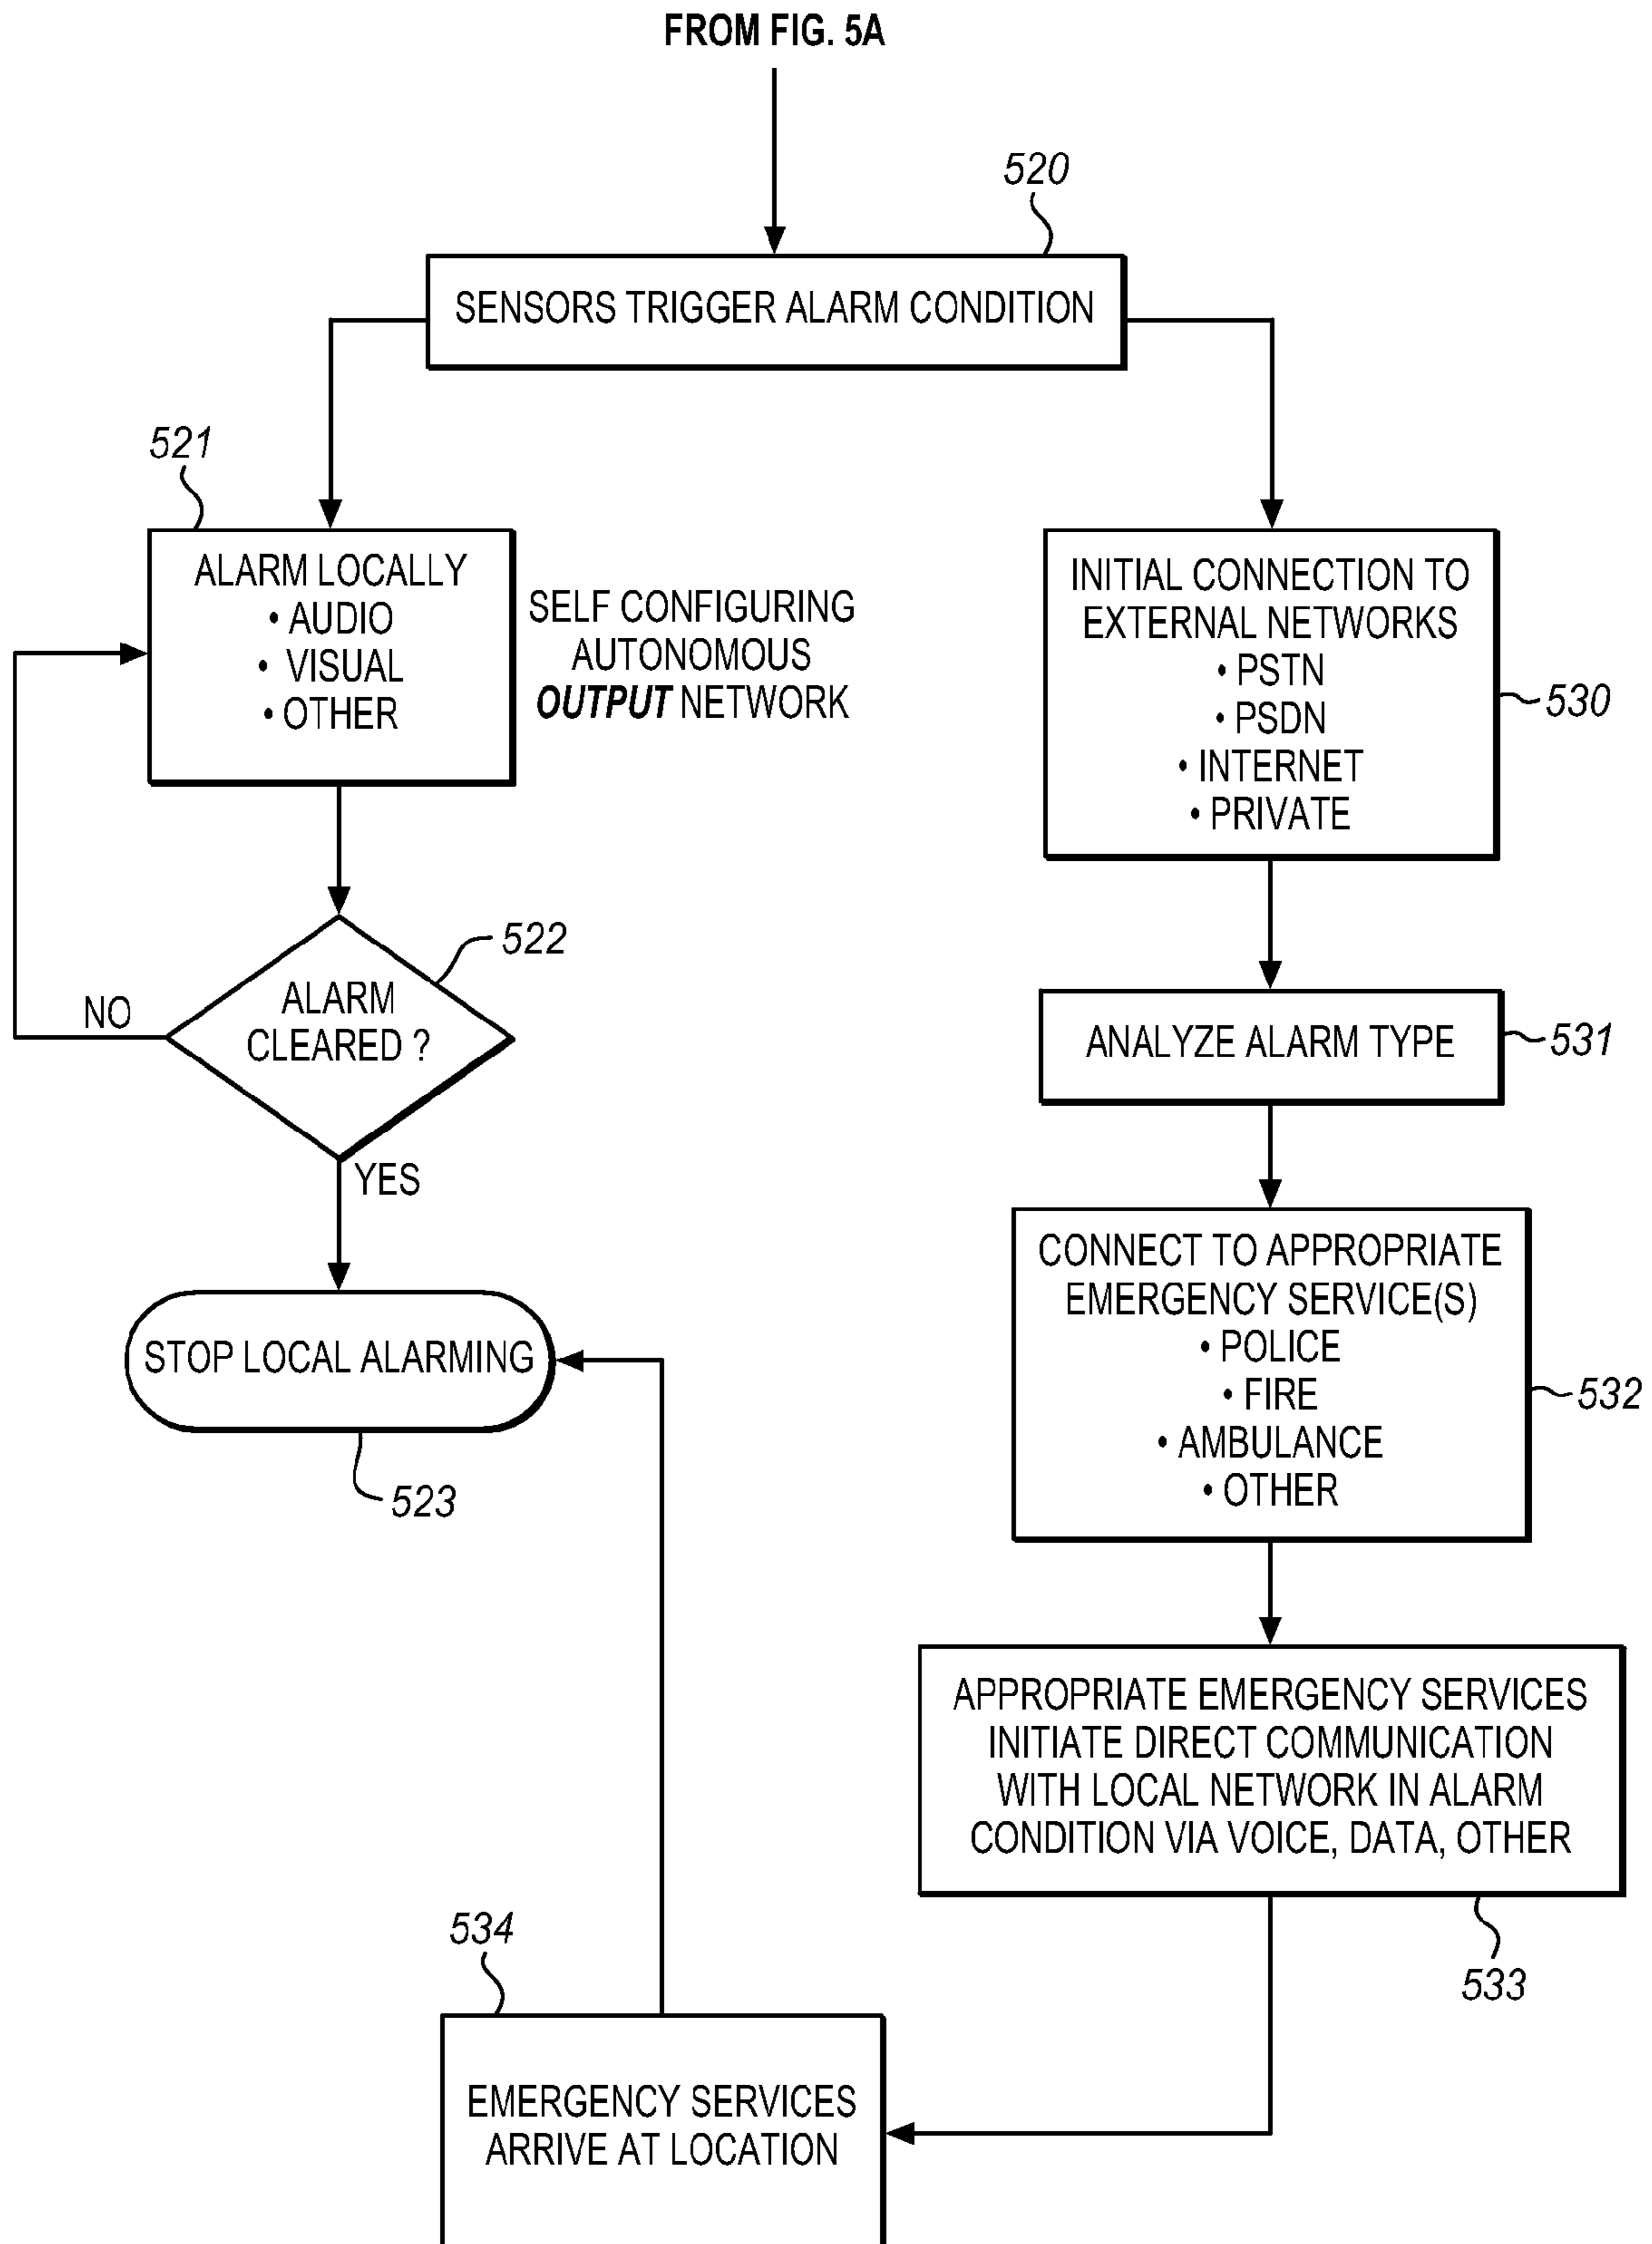 FROM FIG. 5A
520
SENSORS TRIGGER ALARM CONDITION
521
ALARM LOCALLY
• AUDIO
• VISUAL
• OTHER
SELF CONFIGURING
AUTONOMOUS
OUTPUT NETWORK
INITIAL CONNECTION TO
EXTERNAL NETWORKS
• PSTN
• PSDN
• INTERNET
• PRIVATE
530
522
ALARM
CLEARED ?
NO
YES
ANALYZE ALARM TYPE
531
STOP LOCAL ALARMING
523
CONNECT TO APPROPRIATE
EMERGENCY SERVICE(S)
• POLICE
• FIRE
• AMBULANCE
• OTHER
532
APPROPRIATE EMERGENCY SERVICES
INITIATE DIRECT COMMUNICATION
WITH LOCAL NETWORK IN ALARM
CONDITION VIA VOICE, DATA, OTHER
533
534
EMERGENCY SERVICES
ARRIVE AT LOCATION